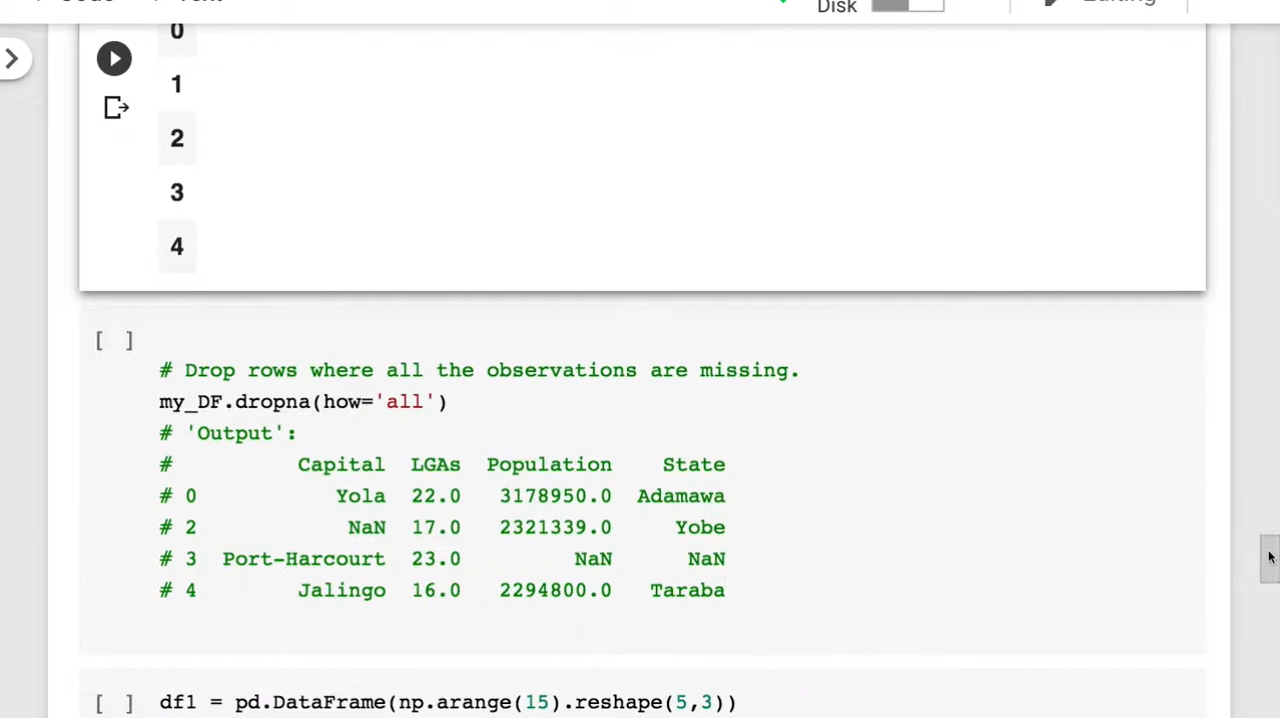 Disk
Editing
0
1
2
3
4
[ ]
# Drop rows where all the observations are missing.
my_DF.dropna(how='all')
# 'Output':
#          Capital  LGAs  Population    State
# 0           Yola  22.0   3178950.0  Adamawa
# 2            NaN  17.0   2321339.0     Yobe
# 3  Port-Harcourt  23.0         NaN      NaN
# 4        Jalingo  16.0   2294800.0   Taraba
[ ] df1 = pd.DataFrame(np.arange(15).reshape(5,3))